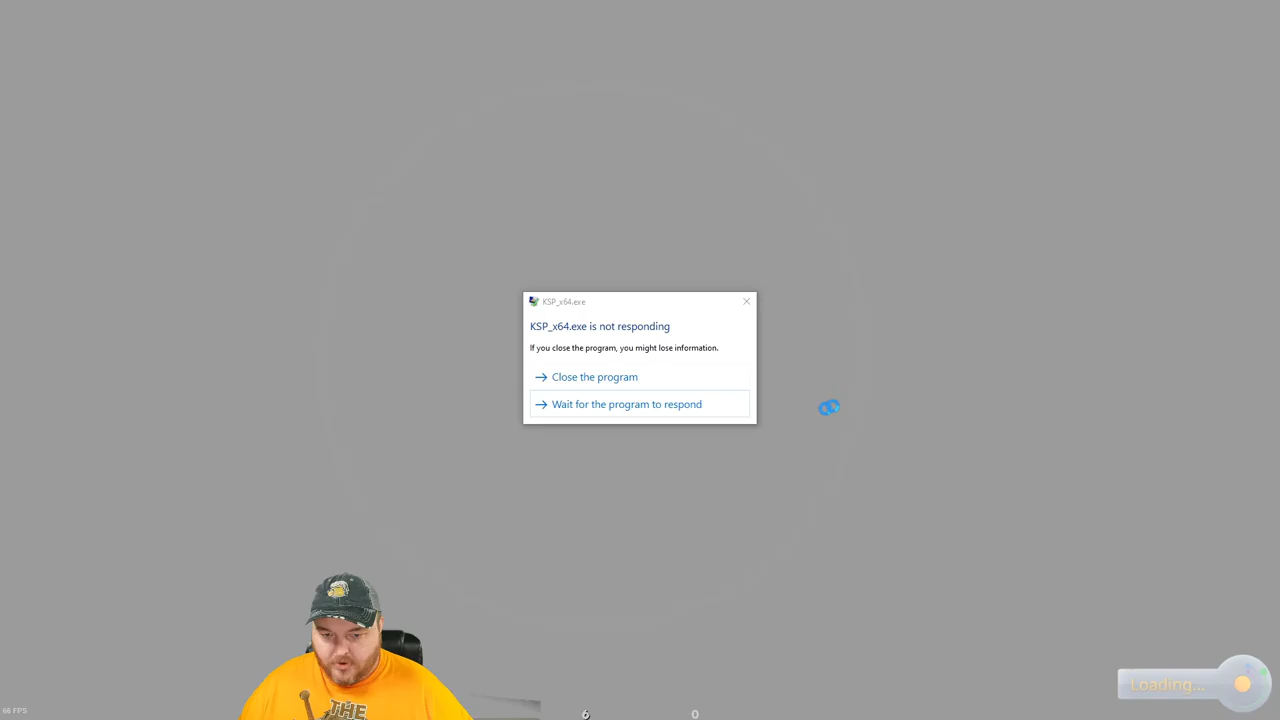 KSP_x64.exe
KSP_x64.exe is not responding
If you close the program, you might lose information.
Close the program
Wait for the program to respond
Loading...
THE
66 FPS
6
0